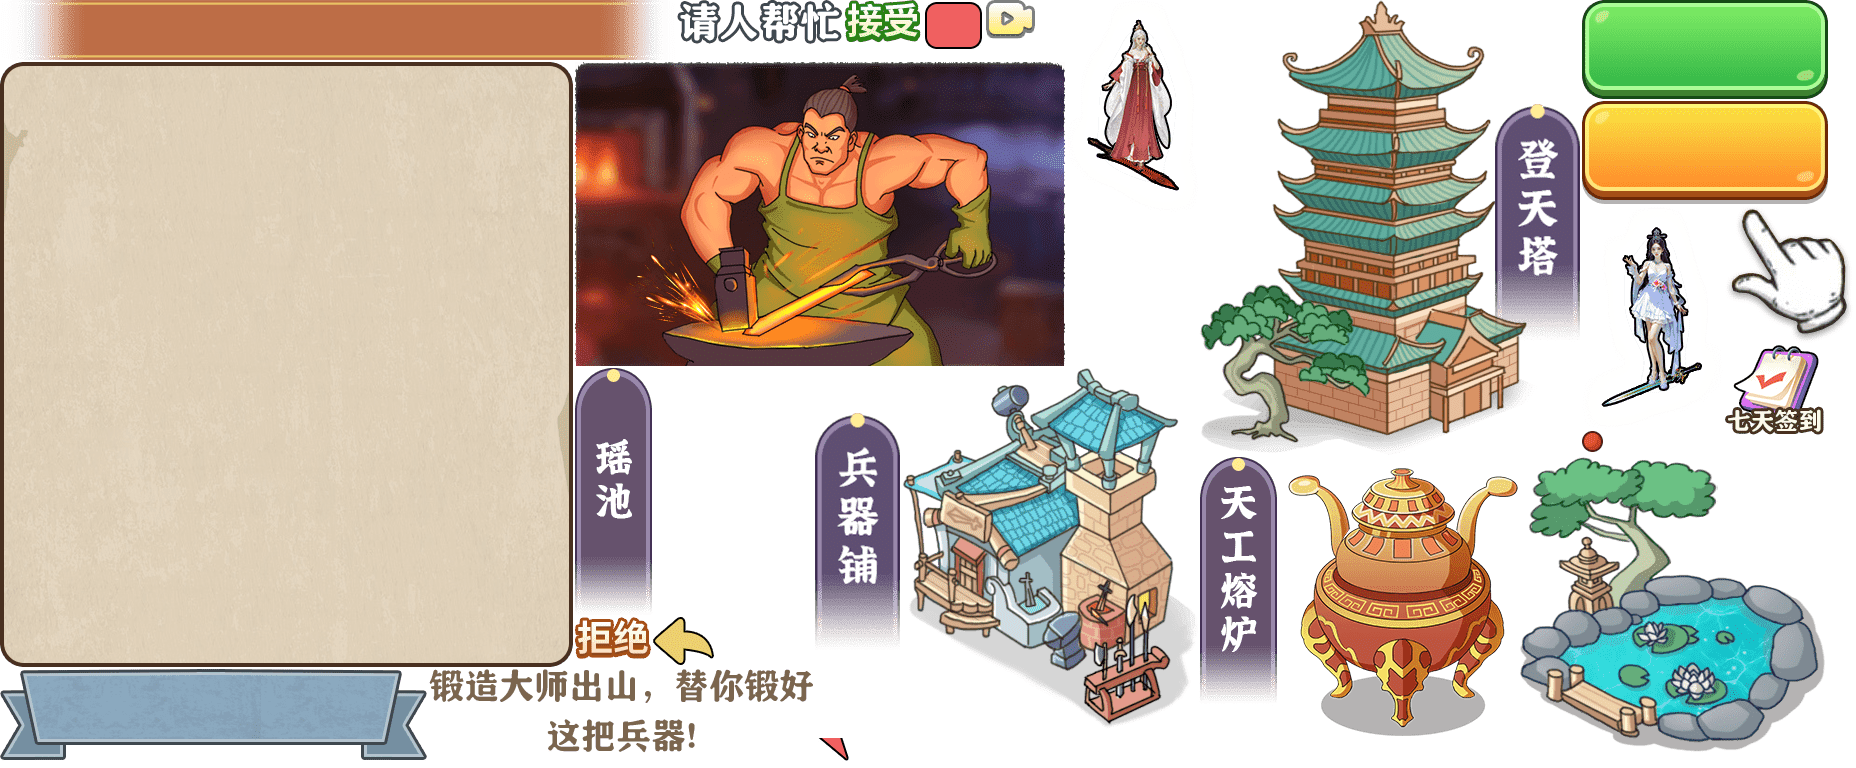 请人帮忙
接受
登天塔
七天签到
瑶池
兵器铺
天工熔炉
拒绝
锻造大师出山，替你锻好
这把兵器!